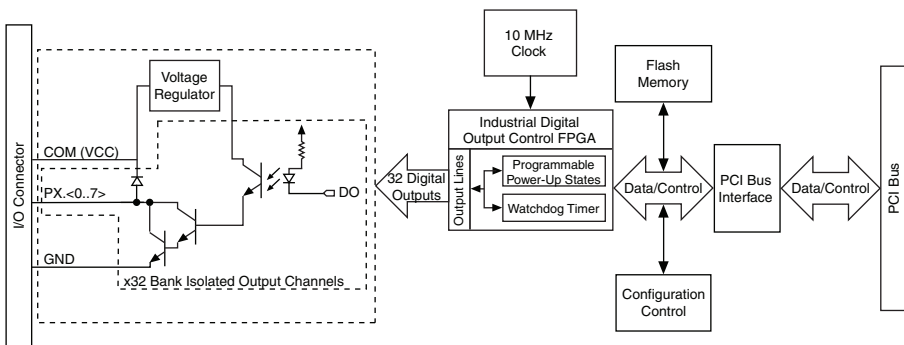 I/O Connector
Voltage
Regulator
COM (VCC)
PX.<0..7>
GND
DO
x32 Bank Isolated Output Channels
32 Digital
Outputs
10 MHz
Clock
Industrial Digital
Output Control FPGA
Output Lines
Programmable
Power-Up States
Watchdog Timer
Flash
Memory
Data/Control
Configuration
Control
PCI Bus
Interface
Data/Control
PCI Bus